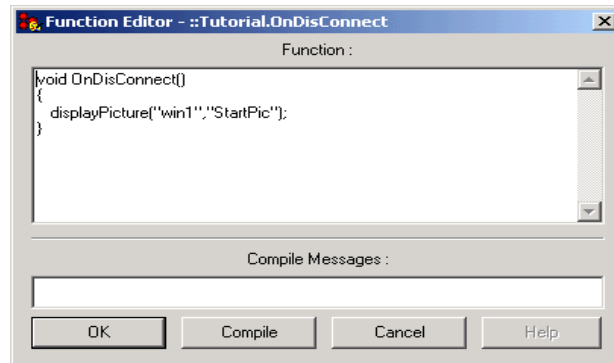 Function Editor - ::Tutorial.OnDisConnect
Function :
void OnDisConnect()
{
displayPicture("win1","StartPic");
}
Compile Messages :
OK Compile Cancel Help